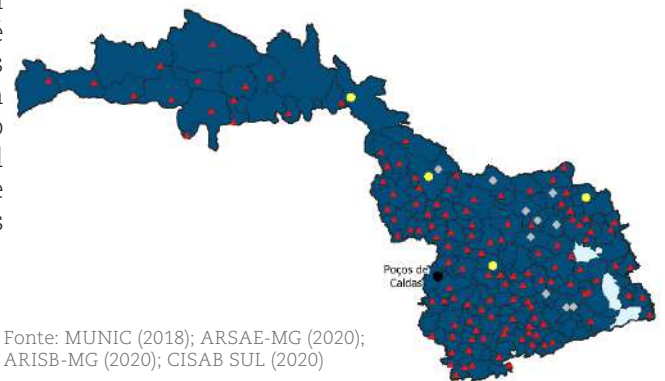 é
s
o
l
e
s
Poços de
Caldas
Fonte: MUNIC (2018); ARSAE-MG (2020);
ARISB-MG (2020); CISAB SUL (2020)